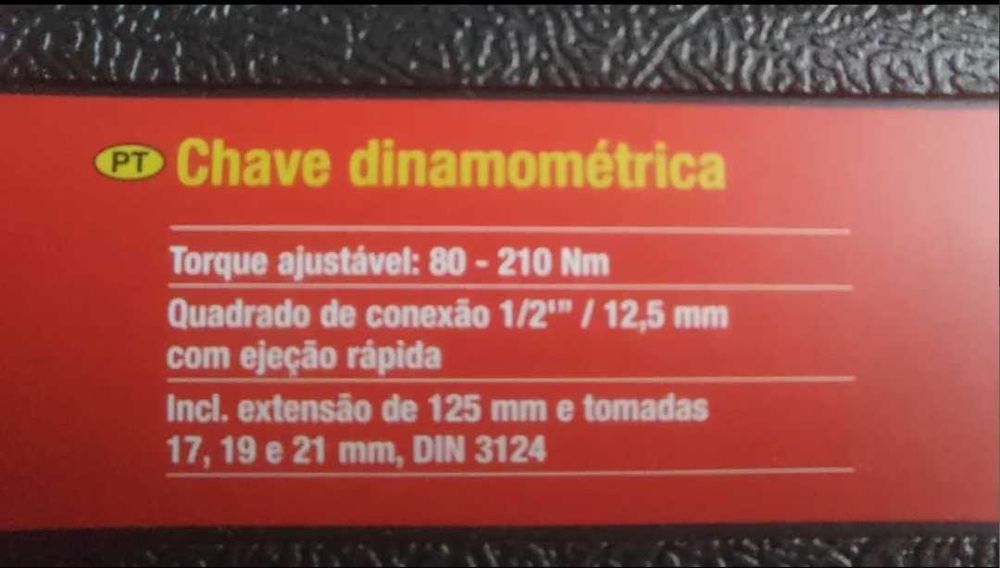 PT Chave dinamométrica
Torque ajustável: 80 - 210 Nm
Quadrado de conexão 1/2'” / 12,5 mm
com ejeção rápida
Incl. extensão de 125 mm e tomadas
17, 19 e 21 mm, DIN 3124